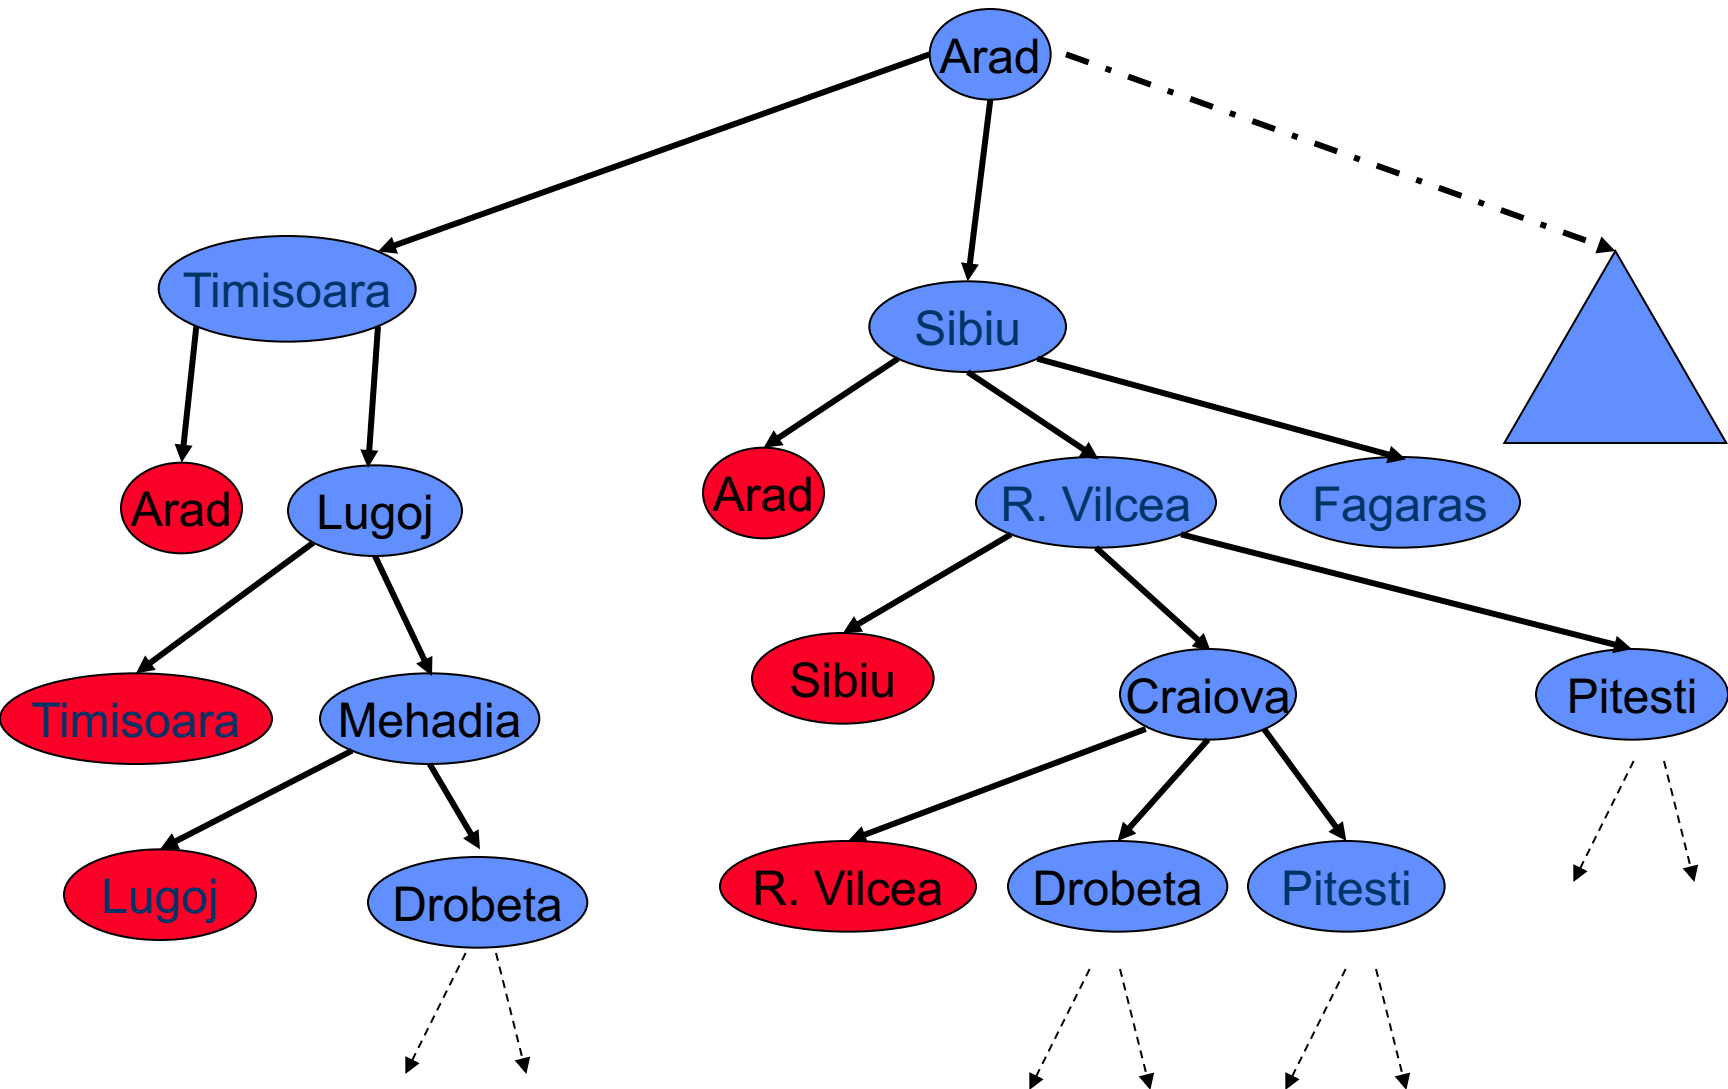 Arad
Timisoara
Sibiu
Arad
Lugoj
Arad
R. Vilcea
Fagaras
Timisoara
Mehadia
Sibiu
Craiova
Pitesti
Lugoj
Drobeta
R. Vilcea
Drobeta
Pitesti